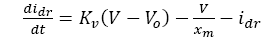 di_dr/dt = K_v(V − V_o) − V/x_m − i_dr